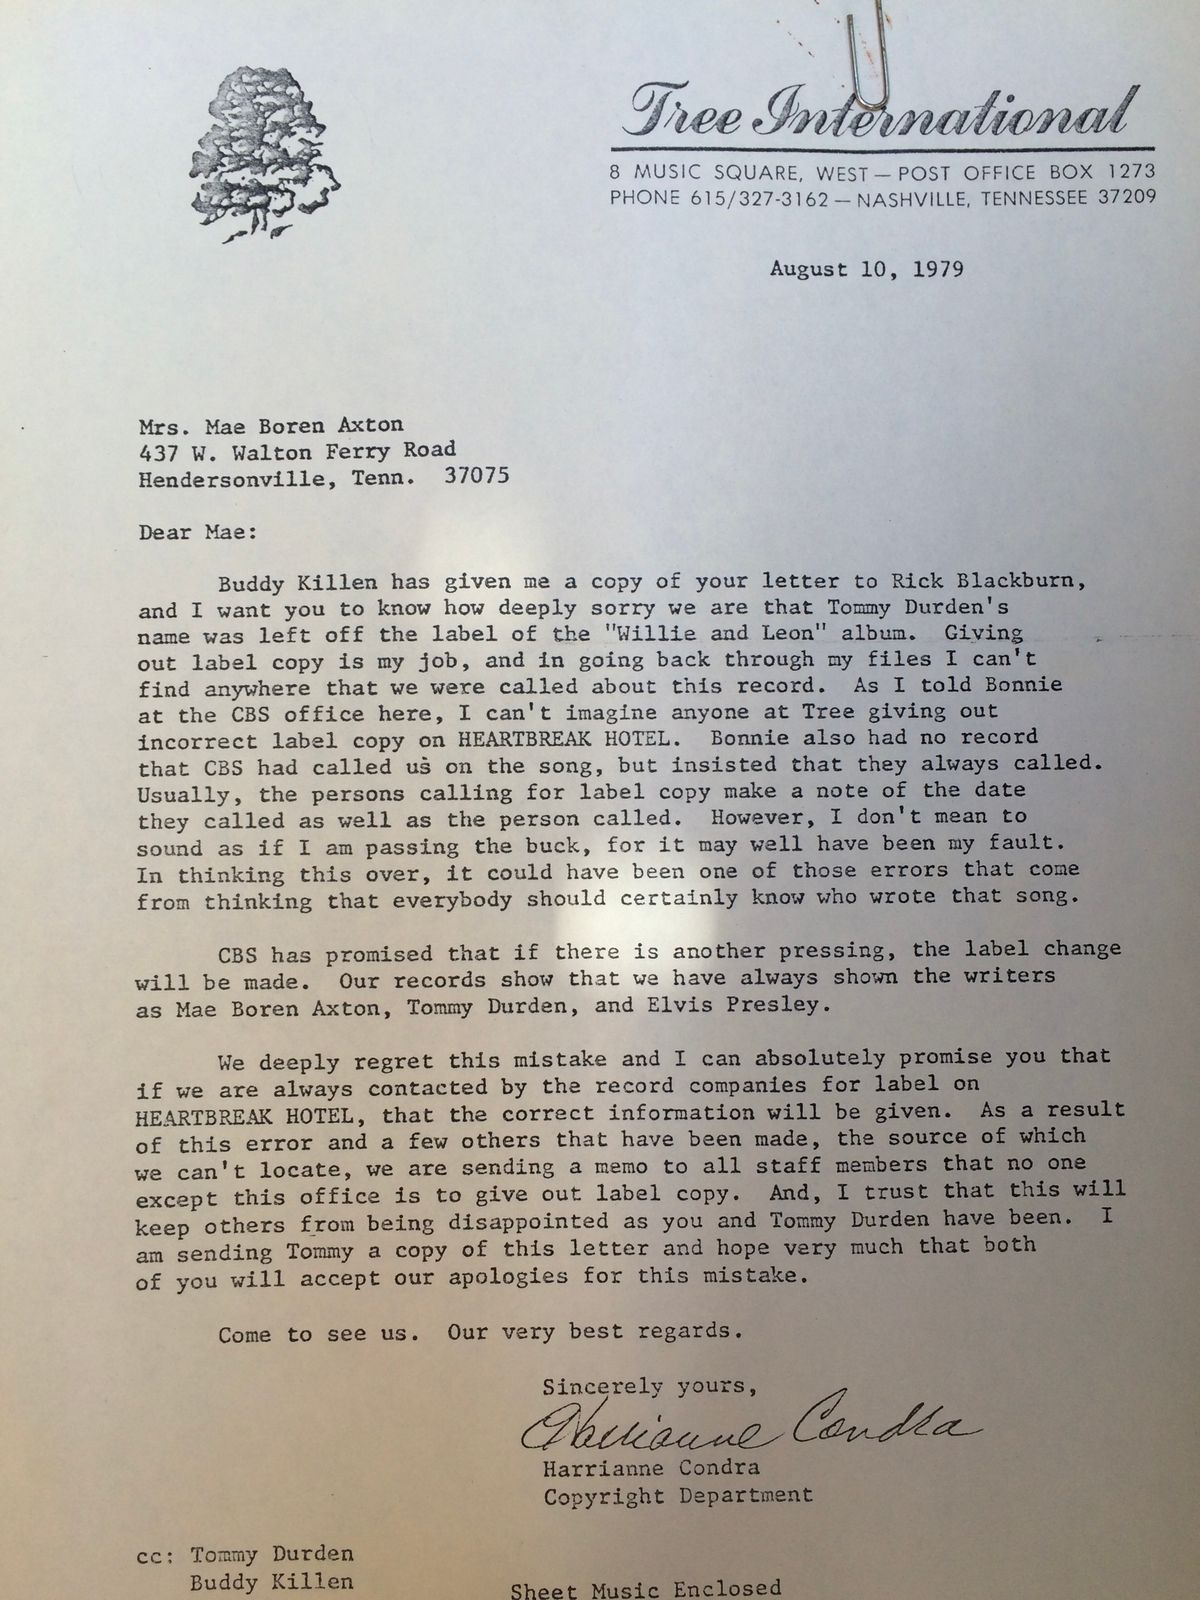 Tree International
8 MUSIC SQUARE, WEST — POST OFFICE BOX 1273
PHONE 615/327-3162 — NASHVILLE, TENNESSEE 37209
August 10, 1979
Mrs. Mae Boren Axton
437 W. Walton Ferry Road
Hendersonville, Tenn.  37075
Dear Mae:
Buddy Killen has given me a copy of your letter to Rick Blackburn,
and I want you to know how deeply sorry we are that Tommy Durden's
name was left off the label of the "Willie and Leon" album.  Giving
out label copy is my job, and in going back through my files I can't
find anywhere that we were called about this record.  As I told Bonnie
at the CBS office here, I can't imagine anyone at Tree giving out
incorrect label copy on HEARTBREAK HOTEL.  Bonnie also had no record
that CBS had called us on the song, but insisted that they always called.
Usually, the persons calling for label copy make a note of the date
they called as well as the person called.  However, I don't mean to
sound as if I am passing the buck, for it may well have been my fault.
In thinking this over, it could have been one of those errors that come
from thinking that everybody should certainly know who wrote that song.
CBS has promised that if there is another pressing, the label change
will be made.  Our records show that we have always shown the writers
as Mae Boren Axton, Tommy Durden, and Elvis Presley.
We deeply regret this mistake and I can absolutely promise you that
if we are always contacted by the record companies for label on
HEARTBREAK HOTEL, that the correct information will be given.  As a result
of this error and a few others that have been made, the source of which
we can't locate, we are sending a memo to all staff members that no one
except this office is to give out label copy.  And, I trust that this will
keep others from being disappointed as you and Tommy Durden have been.  I
am sending Tommy a copy of this letter and hope very much that both
of you will accept our apologies for this mistake.
Come to see us.  Our very best regards.
Sincerely yours,
Harrianne Condra
Harrianne Condra
Copyright Department
cc: Tommy Durden
Buddy Killen
Sheet Music Enclosed